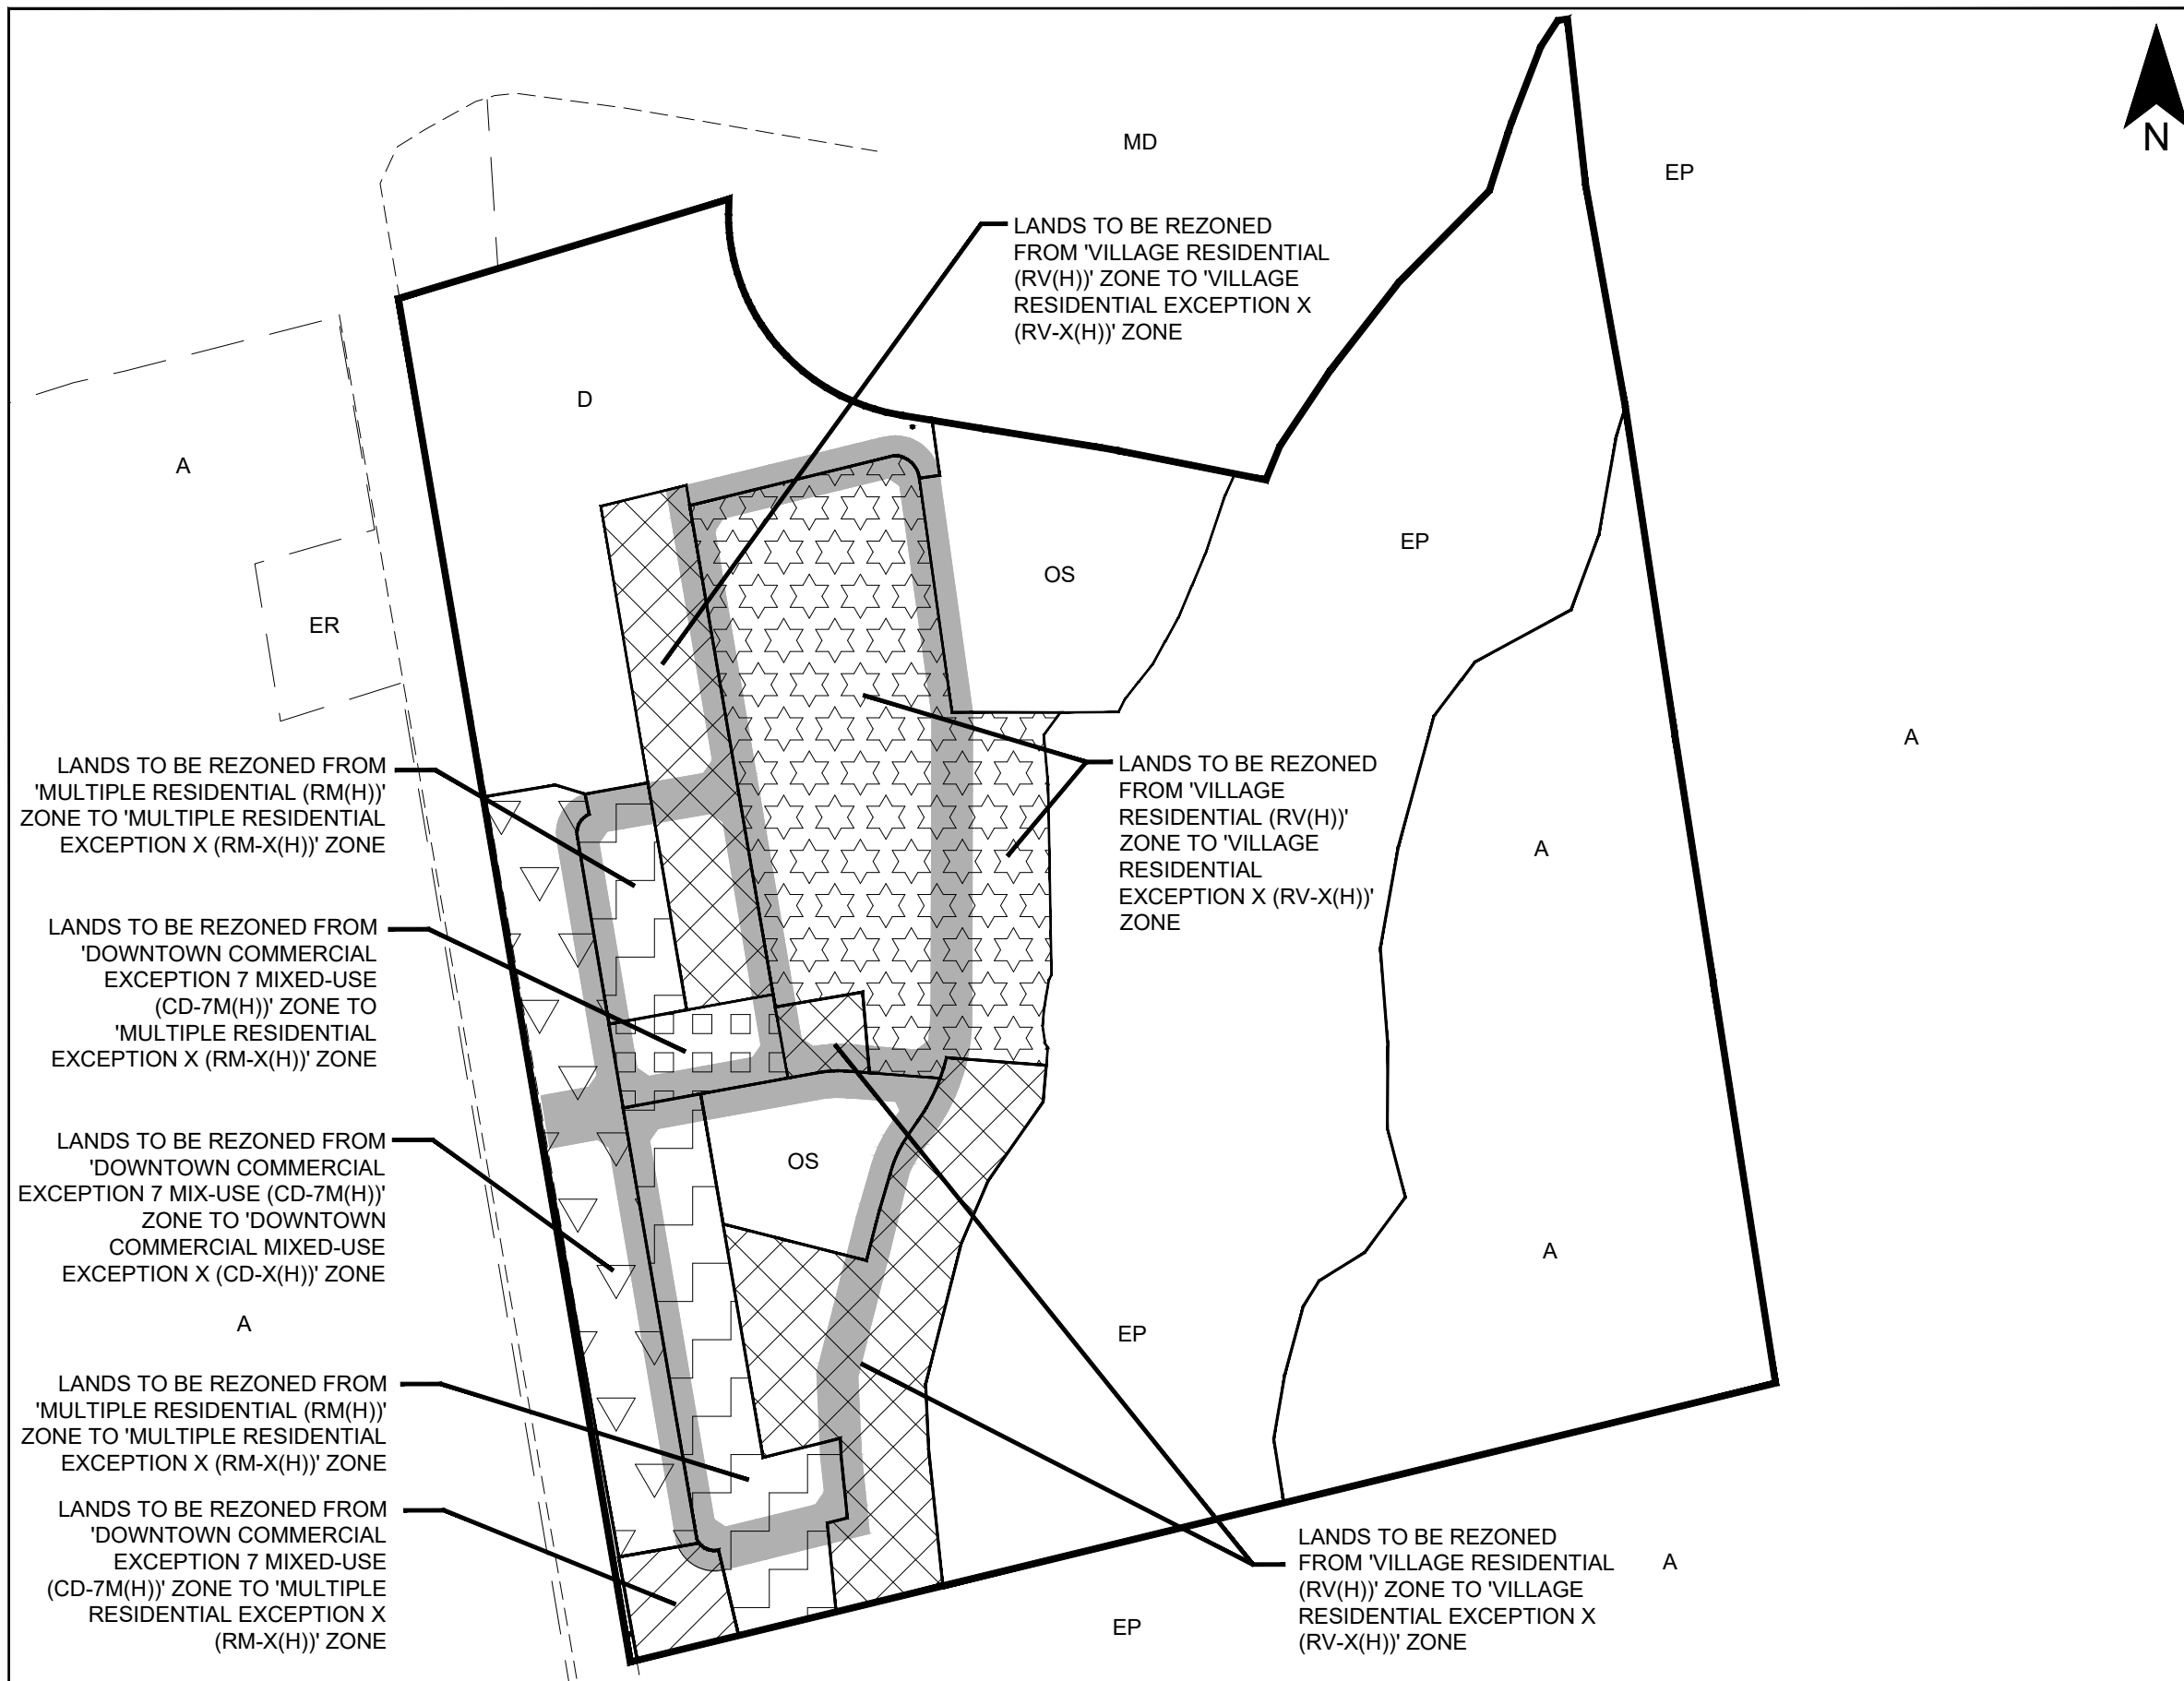 MD
EP
N
LANDS TO BE REZONED
FROM 'VILLAGE RESIDENTIAL
(RV(H))' ZONE TO 'VILLAGE
RESIDENTIAL EXCEPTION X
(RV-X(H))' ZONE
D
A
EP
OS
ER
A
LANDS TO BE REZONED FROM
'MULTIPLE RESIDENTIAL (RM(H))'
ZONE TO 'MULTIPLE RESIDENTIAL
EXCEPTION X (RM-X(H))' ZONE
LANDS TO BE REZONED
FROM 'VILLAGE
RESIDENTIAL (RV(H))'
ZONE TO 'VILLAGE
RESIDENTIAL
EXCEPTION X (RV-X(H))'
ZONE
A
LANDS TO BE REZONED FROM
'DOWNTOWN COMMERCIAL
EXCEPTION 7 MIXED-USE
(CD-7M(H))' ZONE TO
'MULTIPLE RESIDENTIAL
EXCEPTION X (RM-X(H))' ZONE
LANDS TO BE REZONED FROM
'DOWNTOWN COMMERCIAL
EXCEPTION 7 MIX-USE (CD-7M(H))'
ZONE TO 'DOWNTOWN
COMMERCIAL MIXED-USE
EXCEPTION X (CD-X(H))' ZONE
OS
A
A
EP
LANDS TO BE REZONED FROM
'MULTIPLE RESIDENTIAL (RM(H))'
ZONE TO 'MULTIPLE RESIDENTIAL
EXCEPTION X (RM-X(H))' ZONE
LANDS TO BE REZONED FROM
'DOWNTOWN COMMERCIAL
EXCEPTION 7 MIXED-USE
(CD-7M(H))' ZONE TO 'MULTIPLE
RESIDENTIAL EXCEPTION X
(RM-X(H))' ZONE
LANDS TO BE REZONED
FROM 'VILLAGE RESIDENTIAL
(RV(H))' ZONE TO 'VILLAGE
RESIDENTIAL EXCEPTION X
(RV-X(H))' ZONE
A
EP